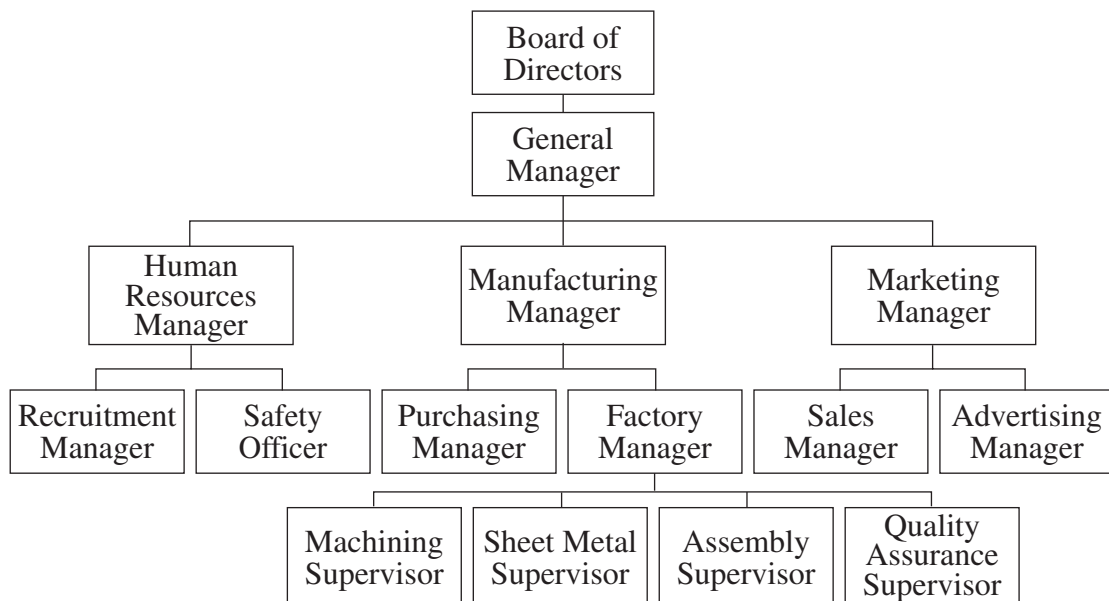 Board of
Directors
General
Manager
Human
Resources
Manager
Manufacturing
Manager
Marketing
Manager
Recruitment
Manager
Safety
Officer
Purchasing
Manager
Factory
Manager
Sales
Manager
Advertising
Manager
Machining
Supervisor
Sheet Metal
Supervisor
Assembly
Supervisor
Quality
Assurance
Supervisor